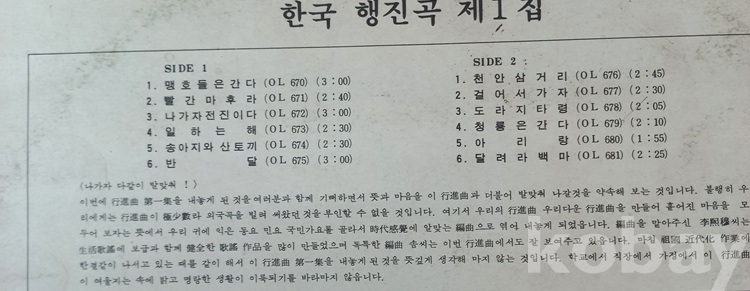 한국 행진곡 제1집
SIDE 1
1. 맹호들은간다 (OL 670) (3:00)
2. 빨간마후라 (OL 671) (2:40)
3. 나가자전진이다 (OL 672) (3:00)
4. 일하는해 (OL 673) (2:30)
5. 송아지와산토끼 (OL 674) (2:30)
6. 반달 (OL 675) (3:00)
SIDE 2:
1. 천안삼거리 (OL 676) (2:45)
2. 걸어서가자 (OL 677) (2:30)
3. 도라지타령 (OL 678) (2:05)
4. 청룡은간다 (OL 679) (2:10)
5. 아리랑 (OL 680) (1:55)
6. 달려라백마 (OL 681) (2:25)
〈나가자 다같이 발맞춰 !〉
이번에 行進曲 第一集을 내놓게 된것을 여러분과 함께 기뻐하면서 뜻과 마음을 이 行進曲과 더불어 발맞춰 나갈것을 약속해 보는 것입니다. 불행히 우
리에게는 行進曲이 極少數라 외국곡을 빌려 써왔던것을 부인할 수 없을 것입니다. 여기서 우리의 行進曲 우리다운 行進曲을 만들어 흩어진 마음을 모
두어 보자는 뜻에서 우리 귀에 익은 동요 민요 국민가요를 골라서 時代感覺에 알맞는 編曲으로 엮어 내놓게 되었읍니다. 編曲을 맡아주신 李熙穆씨는
生活歌謠에 보급과 함께 健全한 歌謠 作品을 많이 만들었으며 독특한 編曲 솜씨는 이번 行進曲에서도 잘 보여주고 있읍니다. 마침 祖國 近代化 作業에
한결같이 나서고 있는 때를 같이 해서 이 行進曲 第一集을 내놓게 된것을 뜻깊게 생각해 마지 않는 것입니다. 학교에서 직장에서 가정에서 이 行進曲
이 여울지는 속에 밝고 명랑한 생활이 이룩되기를 바라마지 않읍니다.
kobay